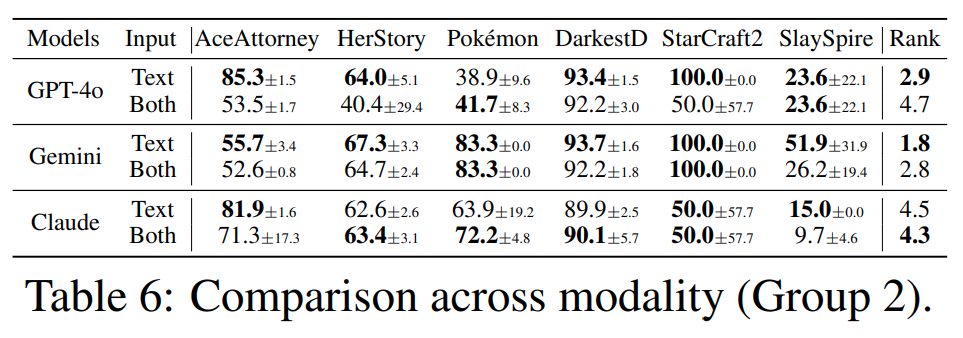 Models Input AceAttorney HerStory Pokémon DarkestD StarCraft2 SlaySpire Rank
GPT-4o Text 85.3±1.5 64.0±5.1 38.9±9.6 93.4±1.5 100.0±0.0 23.6±22.1 2.9
Both 53.5±1.7 40.4±29.4 41.7±8.3 92.2±3.0 50.0±57.7 23.6±22.1 4.7
Gemini Text 55.7±3.4 67.3±3.3 83.3±0.0 93.7±1.6 100.0±0.0 51.9±31.9 1.8
Both 52.6±0.8 64.7±2.4 83.3±0.0 92.2±1.8 100.0±0.0 26.2±19.4 2.8
Claude Text 81.9±1.6 62.6±2.6 63.9±19.2 89.9±2.5 50.0±57.7 15.0±0.0 4.5
Both 71.3±17.3 63.4±3.1 72.2±4.8 90.1±5.7 50.0±57.7 9.7±4.6 4.3
Table 6: Comparison across modality (Group 2).